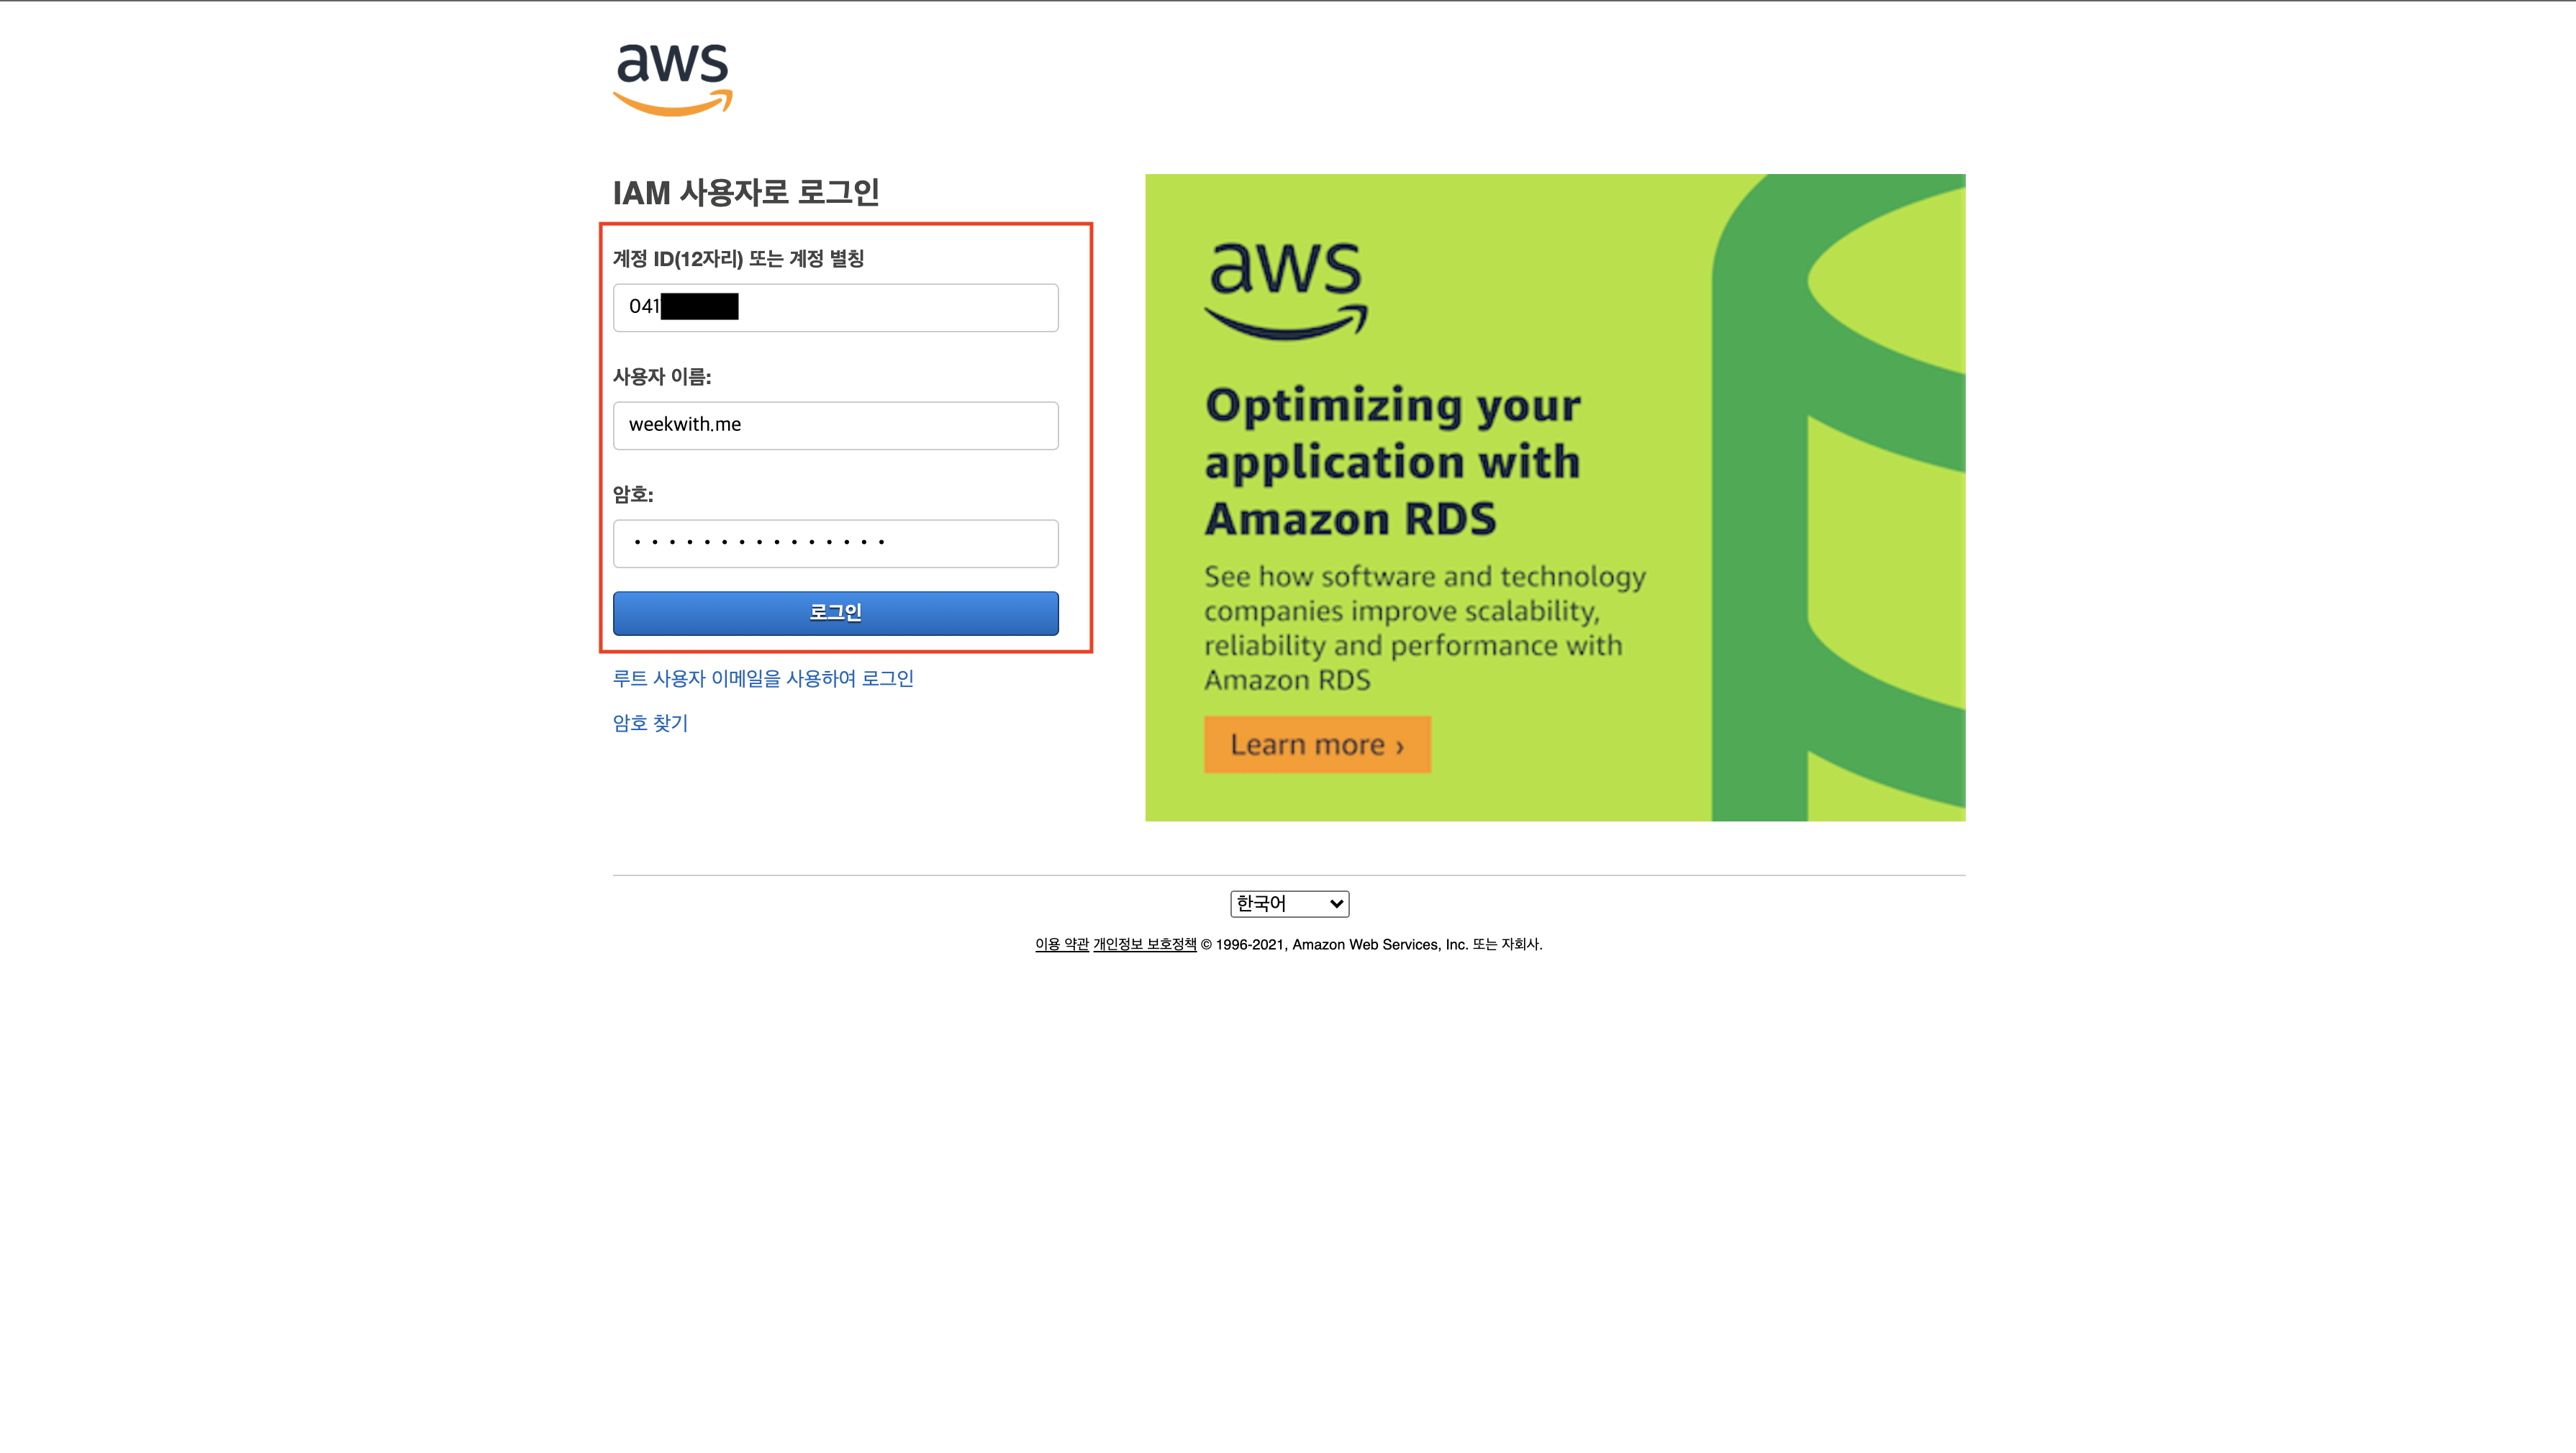 aws
IAM 사용자로 로그인
계정 ID(12자리) 또는 계정 별칭
041
사용자 이름:
weekwith.me
암호:
• • • • • • • • • • • • • • •
로그인
루트 사용자 이메일을 사용하여 로그인
암호 찾기
aws
Optimizing your
application with
Amazon RDS
See how software and technology
companies improve scalability,
reliability and performance with
Amazon RDS
Learn more ›
한국어
이용 약관 개인정보 보호정책 © 1996-2021, Amazon Web Services, Inc. 또는 자회사.